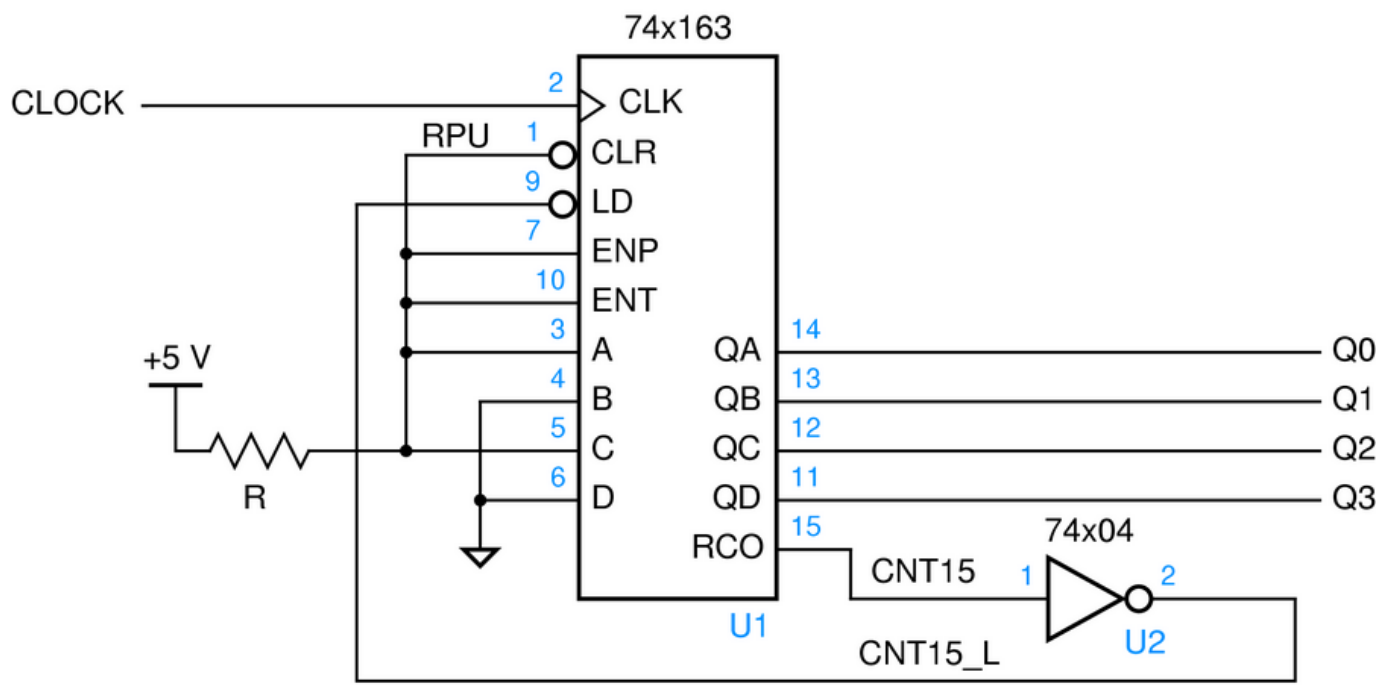 74x163
CLOCK
2
CLK
RPU
1
CLR
9
LD
7
ENP
10
ENT
3
A
QA
14
Q0
+5 V
4
B
QB
13
Q1
5
C
QC
12
Q2
R
6
D
QD
11
Q3
RCO
15
74x04
CNT15
1
2
U1
U2
CNT15_L